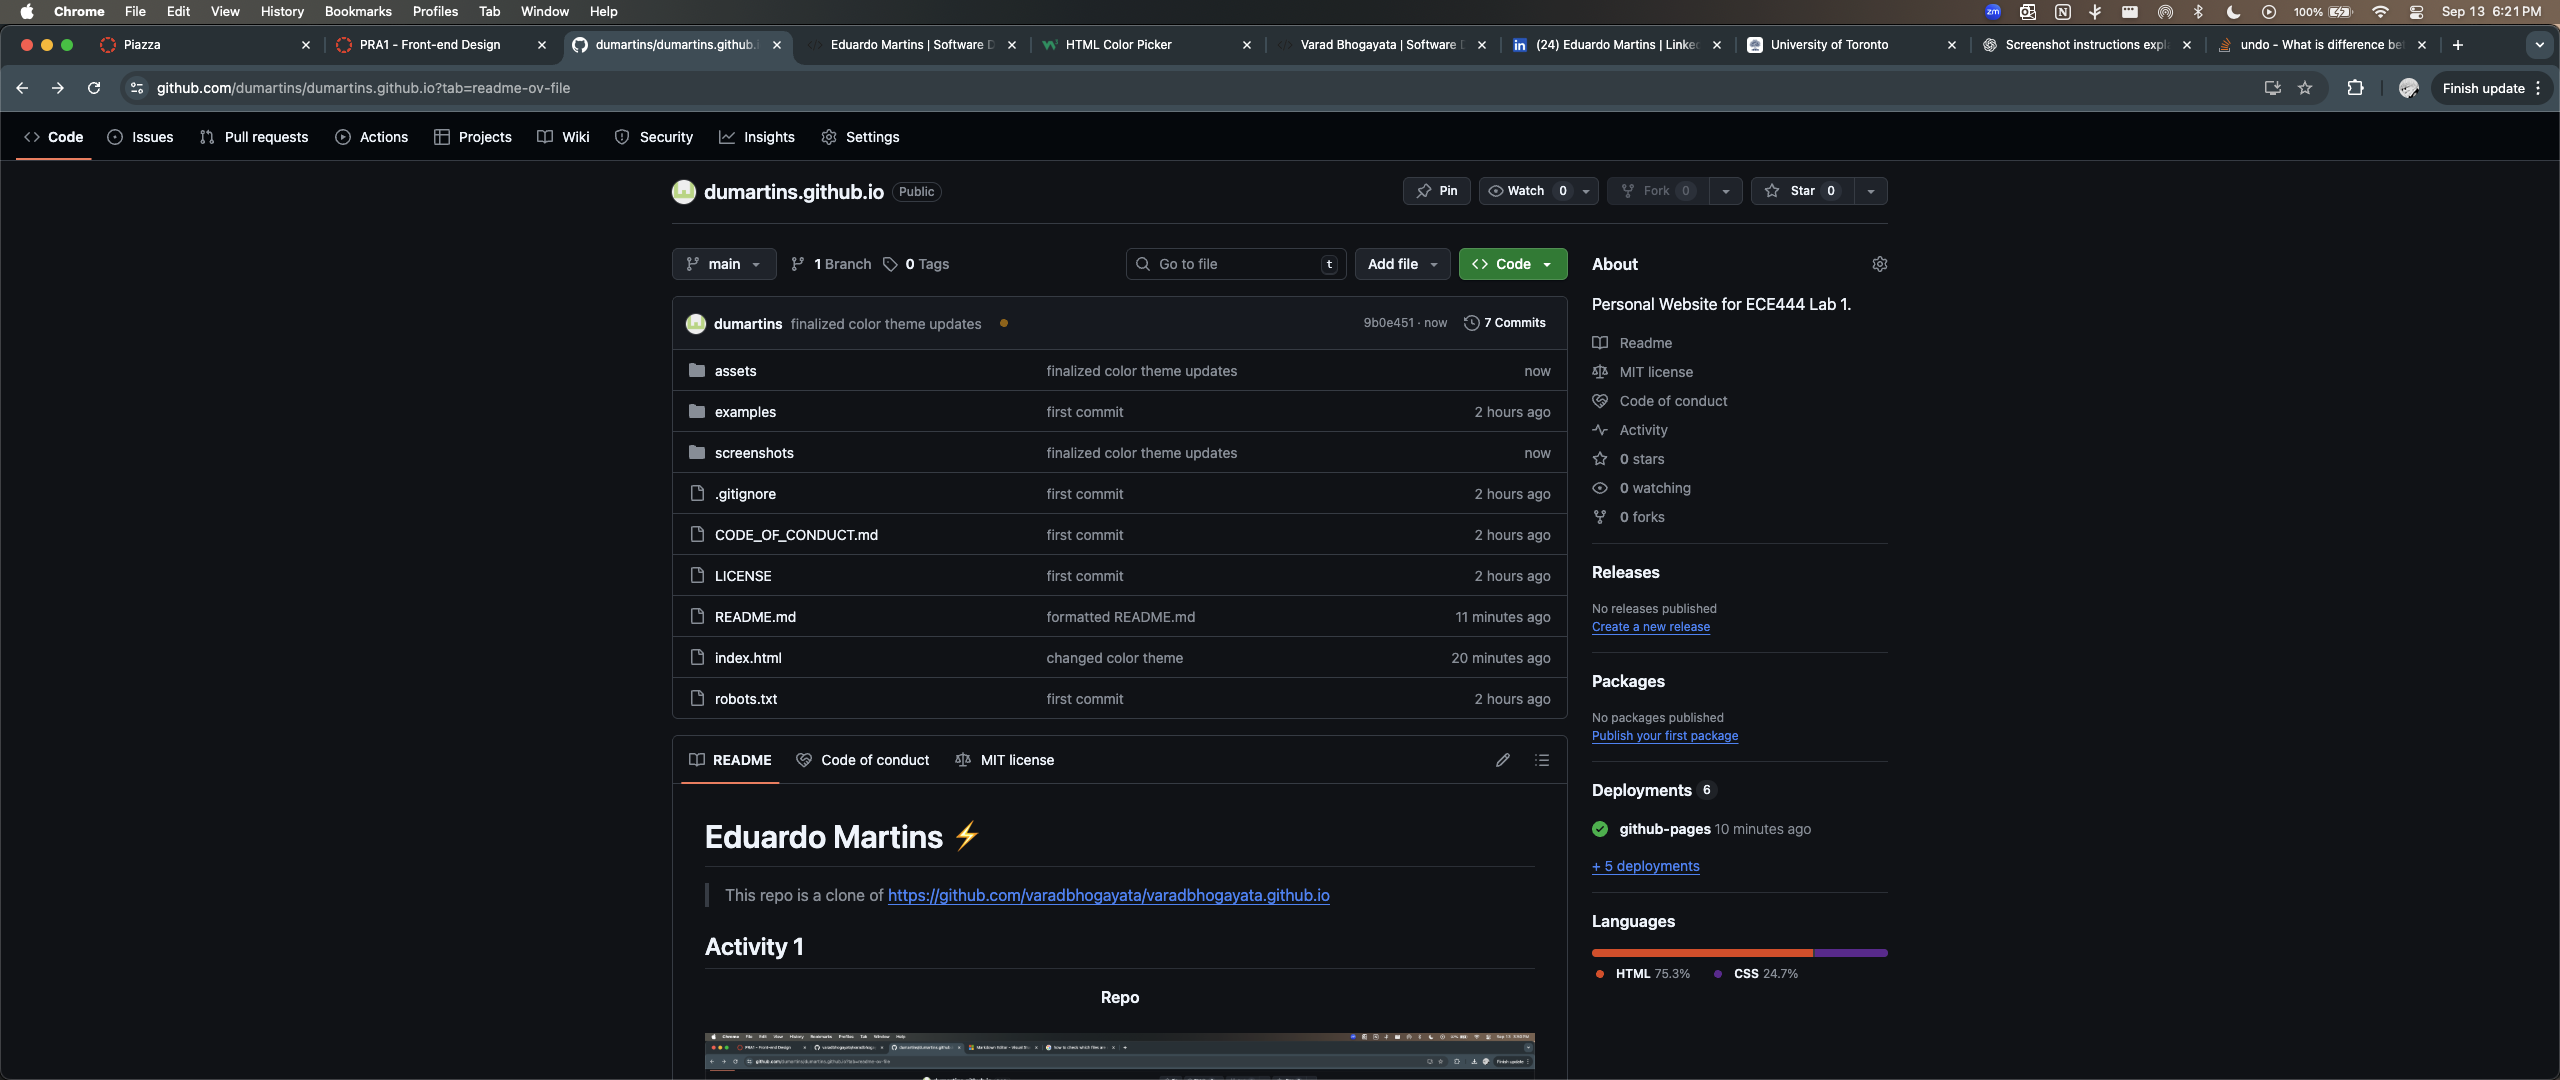 Chrome File Edit View History Bookmarks Profiles Tab Window Help
zm 100% Sep 13 6:21 PM
Piazza
PRA1 - Front-end Design
dumartins/dumartins.github.
Eduardo Martins | Software D
HTML Color Picker
Varad Bhogayata | Software D
(24) Eduardo Martins | Linke
University of Toronto
Screenshot instructions expla
undo - What is difference be
github.com/dumartins/dumartins.github.io?tab=readme-ov-file
Finish update
Code Issues Pull requests Actions Projects Wiki Security Insights Settings
dumartins.github.io Public
Pin Watch 0 Fork 0 Star 0
main 1 Branch 0 Tags Go to file t Add file Code
dumartins finalized color theme updates 9b0e451 · now 7 Commits
assets finalized color theme updates now
examples first commit 2 hours ago
screenshots finalized color theme updates now
.gitignore first commit 2 hours ago
CODE_OF_CONDUCT.md first commit 2 hours ago
LICENSE first commit 2 hours ago
README.md formatted README.md 11 minutes ago
index.html changed color theme 20 minutes ago
robots.txt first commit 2 hours ago
README Code of conduct MIT license
Eduardo Martins ⚡
This repo is a clone of https://github.com/varadbhogayata/varadbhogayata.github.io
Activity 1
Repo
About
Personal Website for ECE444 Lab 1.
Readme
MIT license
Code of conduct
Activity
0 stars
0 watching
0 forks
Releases
No releases published
Create a new release
Packages
No packages published
Publish your first package
Deployments 6
github-pages 10 minutes ago
+ 5 deployments
Languages
HTML 75.3% CSS 24.7%